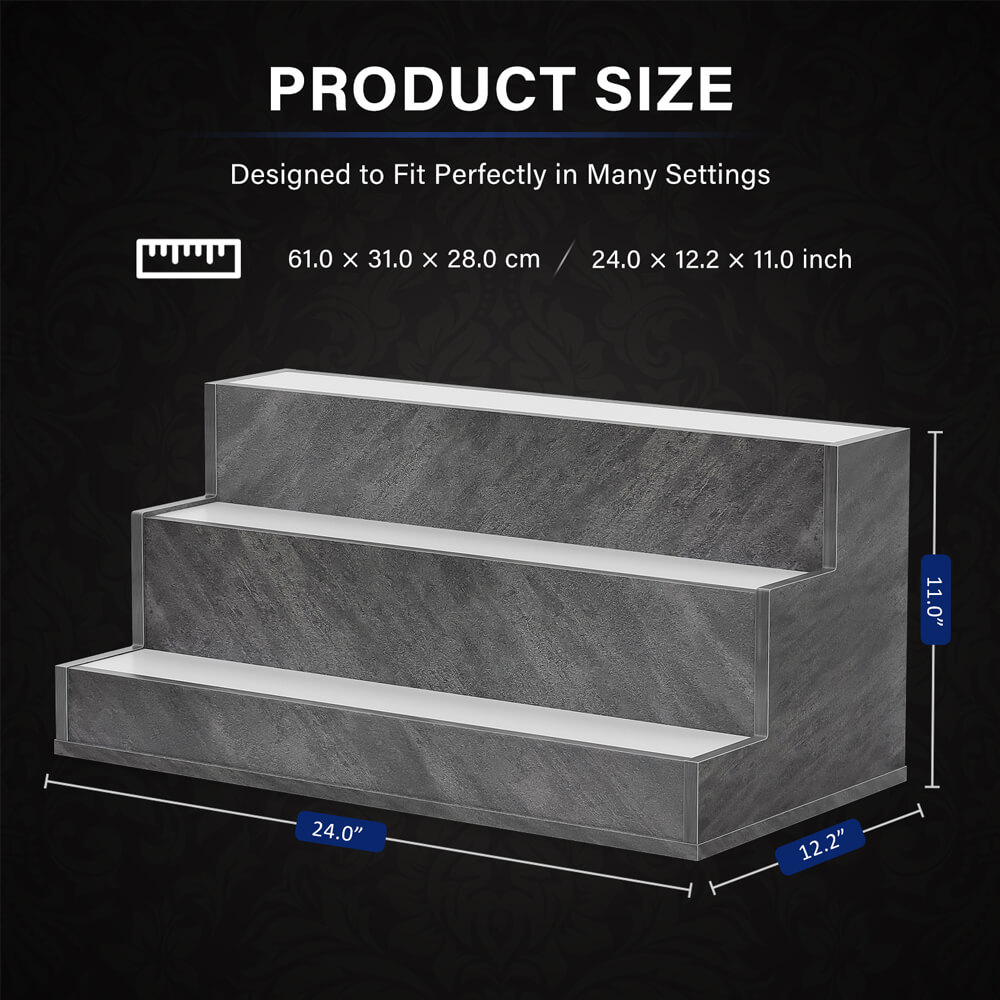 PRODUCT SIZE
Designed to Fit Perfectly in Many Settings
61.0 × 31.0 × 28.0 cm / 24.0 × 12.2 × 11.0 inch
11.0”
24.0”
12.2”